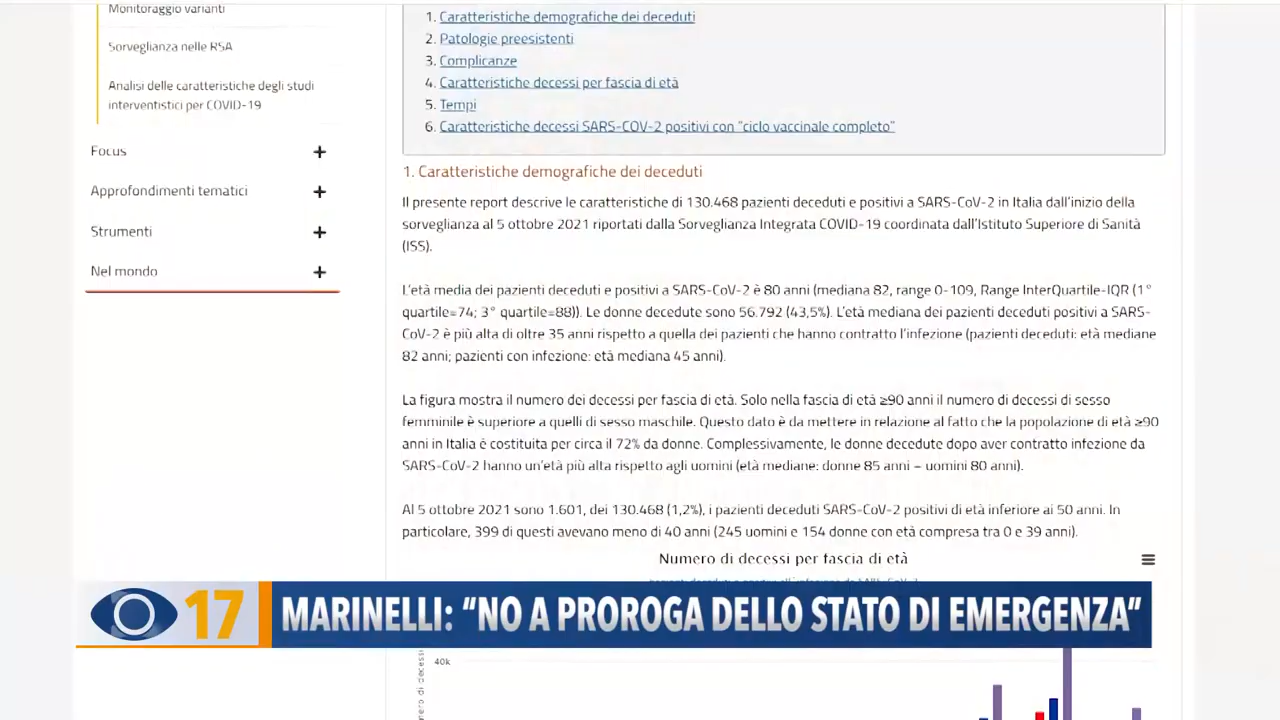 Monitoraggio varianti
Sorveglianza nelle RSA
Analisi delle caratteristiche degli studi
interventistici per COVID-19
Focus +
Approfondimenti tematici +
Strumenti +
Nel mondo +
1. Caratteristiche demografiche dei deceduti
2. Patologie preesistenti
3. Complicanze
4. Caratteristiche decessi per fascia di età
5. Tempi
6. Caratteristiche decessi SARS-COV-2 positivi con “ciclo vaccinale completo”
1. Caratteristiche demografiche dei deceduti
Il presente report descrive le caratteristiche di 130.468 pazienti deceduti e positivi a SARS-CoV-2 in Italia dall’inizio della
sorveglianza al 5 ottobre 2021 riportati dalla Sorveglianza Integrata COVID-19 coordinata dall’Istituto Superiore di Sanità
(ISS).
L’età media dei pazienti deceduti e positivi a SARS-CoV-2 è 80 anni (mediana 82, range 0-109, Range InterQuartile-IQR (1°
quartile=74; 3° quartile=88)). Le donne decedute sono 56.792 (43,5%). L’età mediana dei pazienti deceduti positivi a SARS-
CoV-2 è più alta di oltre 35 anni rispetto a quella dei pazienti che hanno contratto l’infezione (pazienti deceduti: età mediane
82 anni; pazienti con infezione: età mediana 45 anni).
La figura mostra il numero dei decessi per fascia di età. Solo nella fascia di età ≥90 anni il numero di decessi di sesso
femminile è superiore a quelli di sesso maschile. Questo dato è da mettere in relazione al fatto che la popolazione di età ≥90
anni in Italia è costituita per circa il 72% da donne. Complessivamente, le donne decedute dopo aver contratto infezione da
SARS-CoV-2 hanno un’età più alta rispetto agli uomini (età mediane: donne 85 anni – uomini 80 anni).
Al 5 ottobre 2021 sono 1.601, dei 130.468 (1,2%), i pazienti deceduti SARS-CoV-2 positivi di età inferiore ai 50 anni. In
particolare, 399 di questi avevano meno di 40 anni (245 uomini e 154 donne con età compresa tra 0 e 39 anni).
Numero di decessi per fascia di età
17
MARINELLI: “NO A PROROGA DELLO STATO DI EMERGENZA”
di decessi
40k